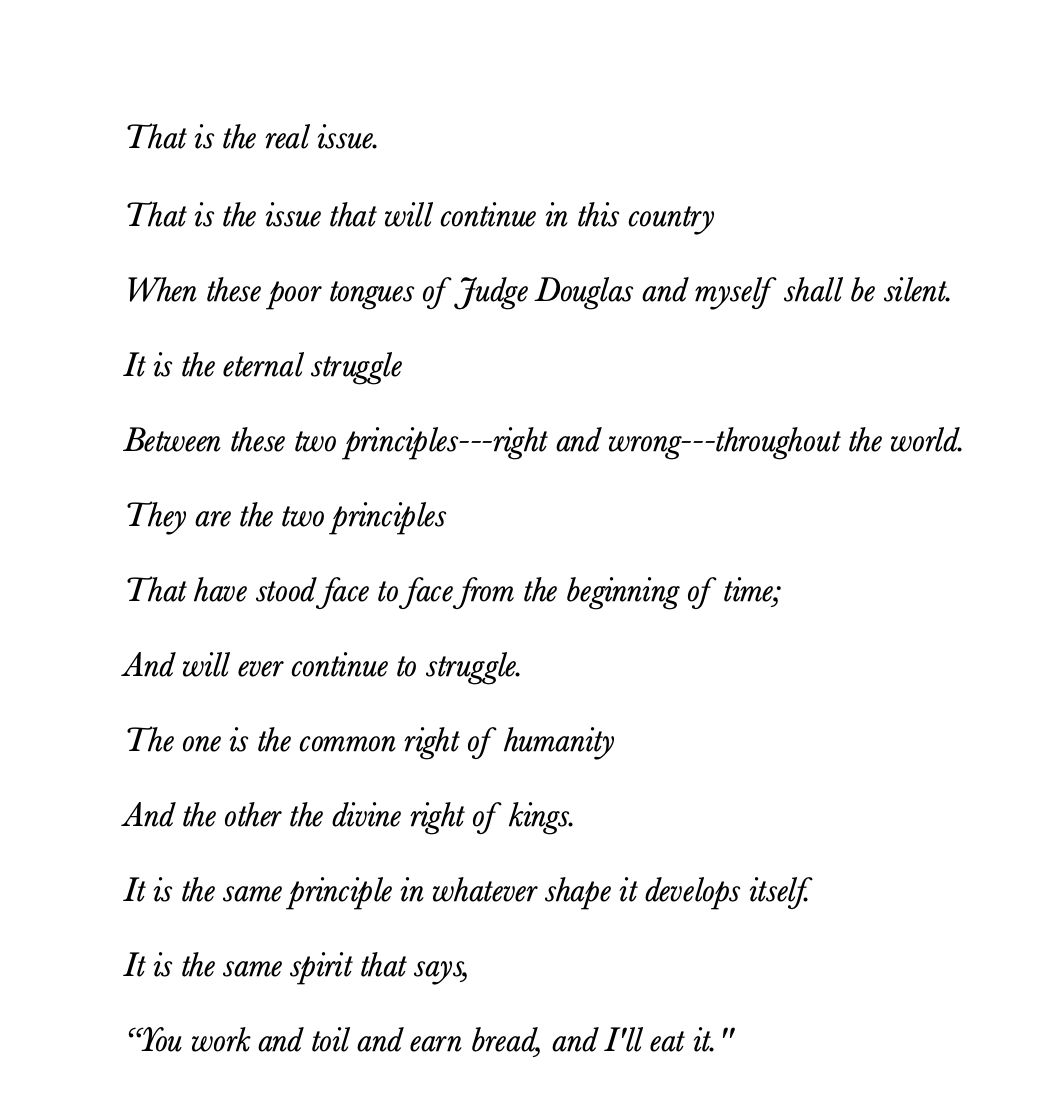 That is the real issue.
That is the issue that will continue in this country
When these poor tongues of Judge Douglas and myself shall be silent.
It is the eternal struggle
Between these two principles---right and wrong---throughout the world.
They are the two principles
That have stood face to face from the beginning of time;
And will ever continue to struggle.
The one is the common right of humanity
And the other the divine right of kings.
It is the same principle in whatever shape it develops itself.
It is the same spirit that says,
“You work and toil and earn bread, and I'll eat it."